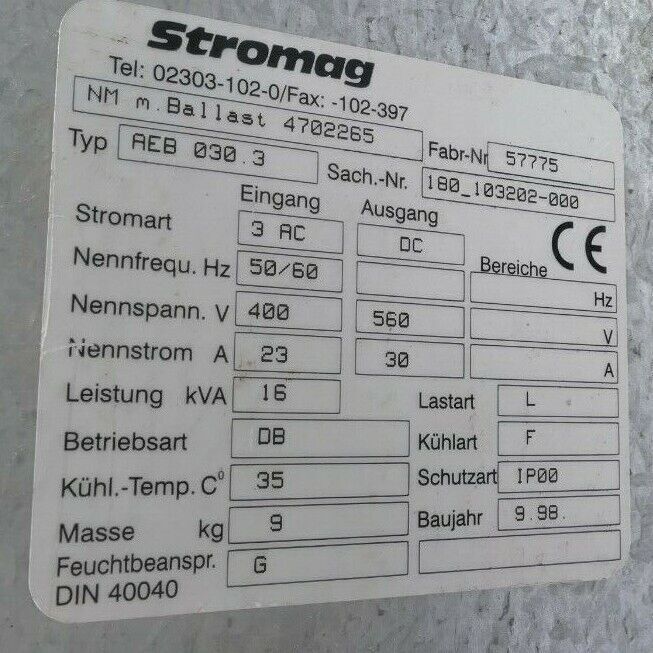 Stromag
Tel: 02303-102-0/Fax: -102-397
NM m.Ballast 4702265
Fabr-Nr 57775
Typ AEB 030.3
Sach.-Nr. 180_103202-000
Eingang Ausgang
Stromart 3 AC DC
CE
Bereiche
Nennfrequ. Hz 50/60 Hz
Nennspann. V 400 560 V
Nennstrom A 23 30 A
Leistung kVA 16 Lastart L
Betriebsart DB Kühlart F
Kühl.-Temp. C° 35 Schutzart IP00
Masse kg 9 Baujahr 9.98.
Feuchtbeanspr. G
DIN 40040